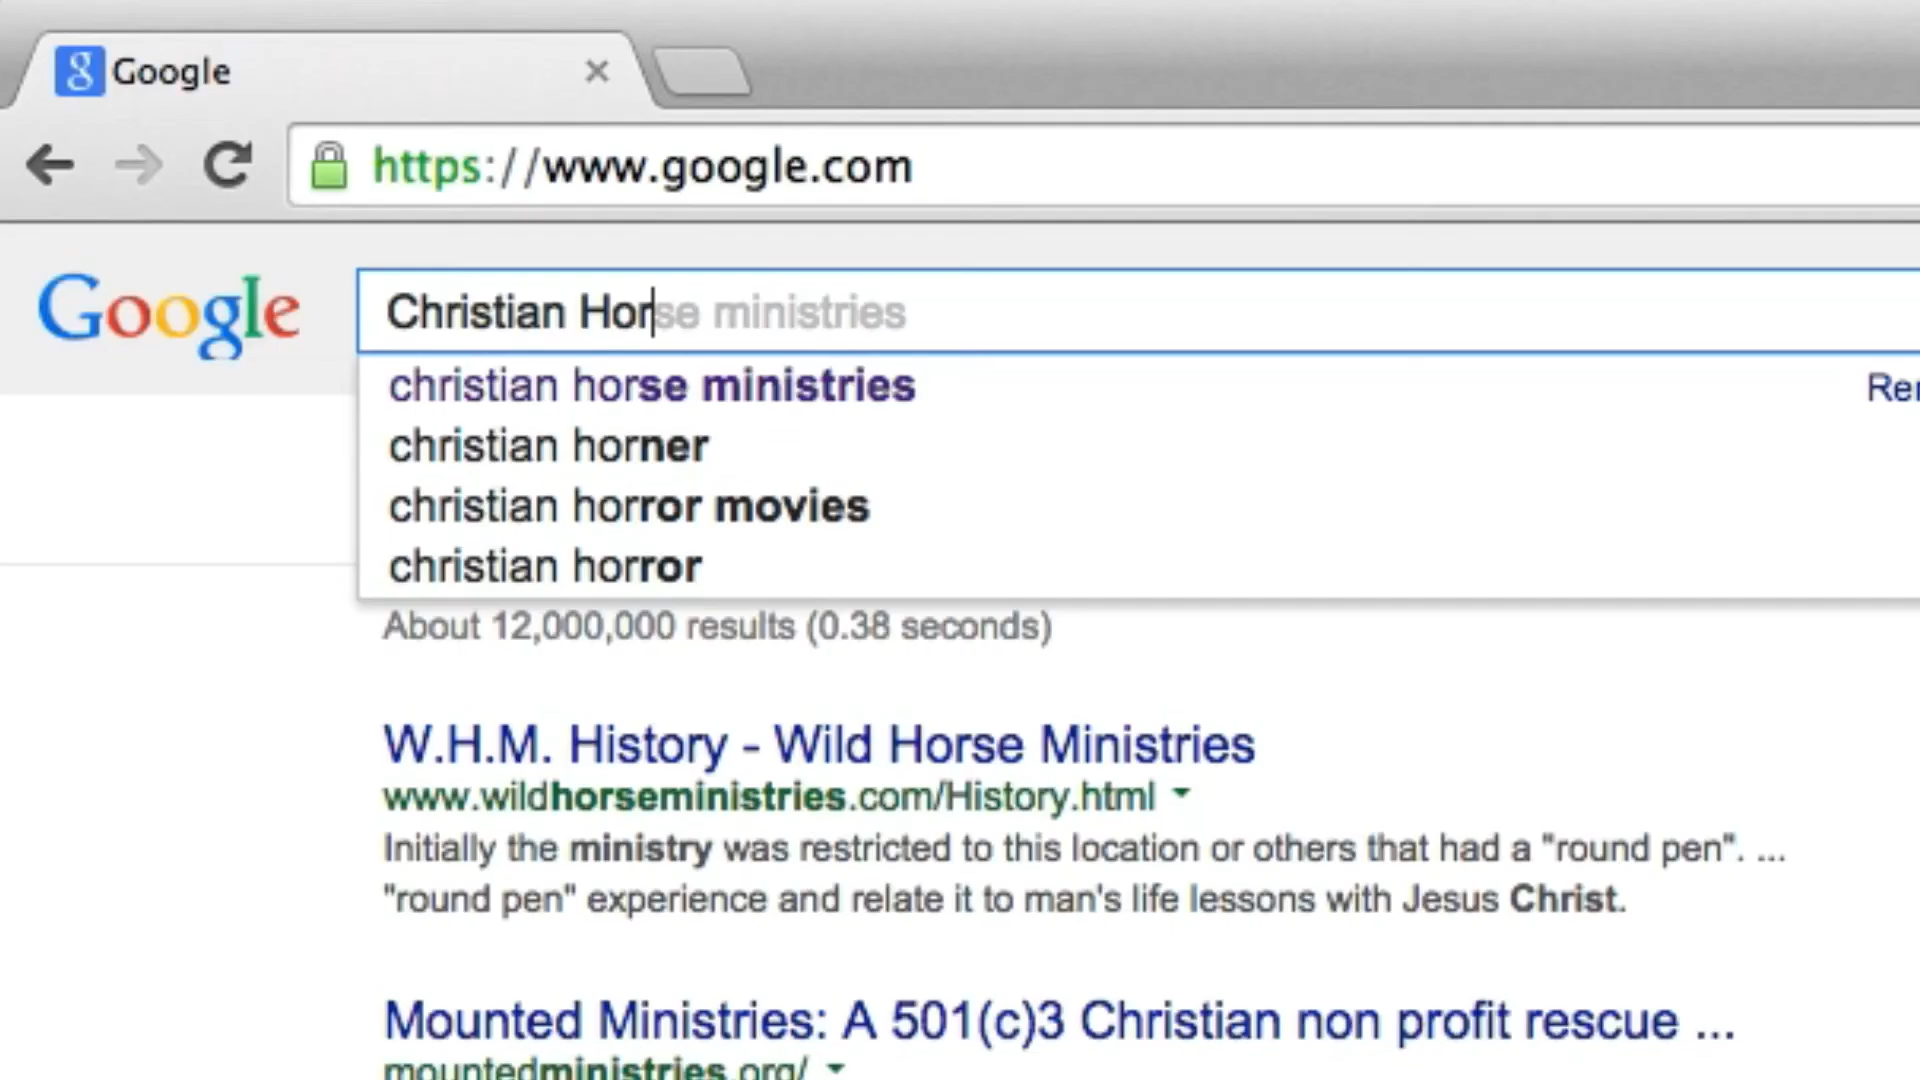 Google
https://www.google.com
Google
Christian Horse ministries
christian horse ministries
christian horner
christian horror movies
christian horror
About 12,000,000 results (0.38 seconds)
W.H.M. History - Wild Horse Ministries
www.wildhorseministries.com/History.html
Initially the ministry was restricted to this location or others that had a "round pen". ...
"round pen" experience and relate it to man's life lessons with Jesus Christ.
Mounted Ministries: A 501(c)3 Christian non profit rescue ...
mountedministries.org/